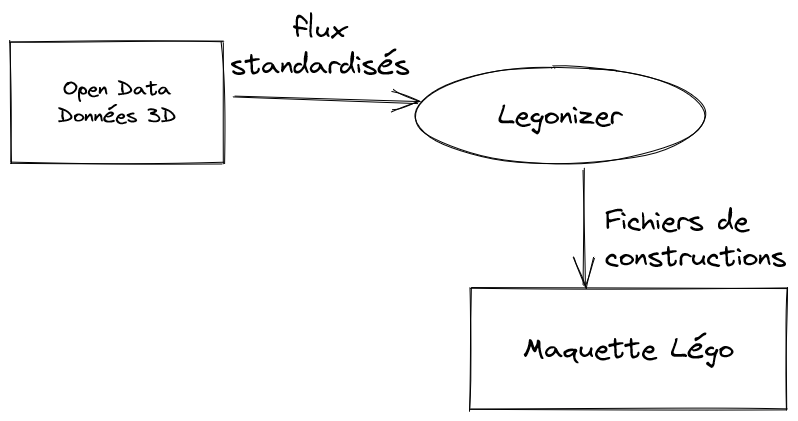 flux
standardisés
Open Data
Données 3D
Legonizer
Fichiers de
constructions
Maquette Légo